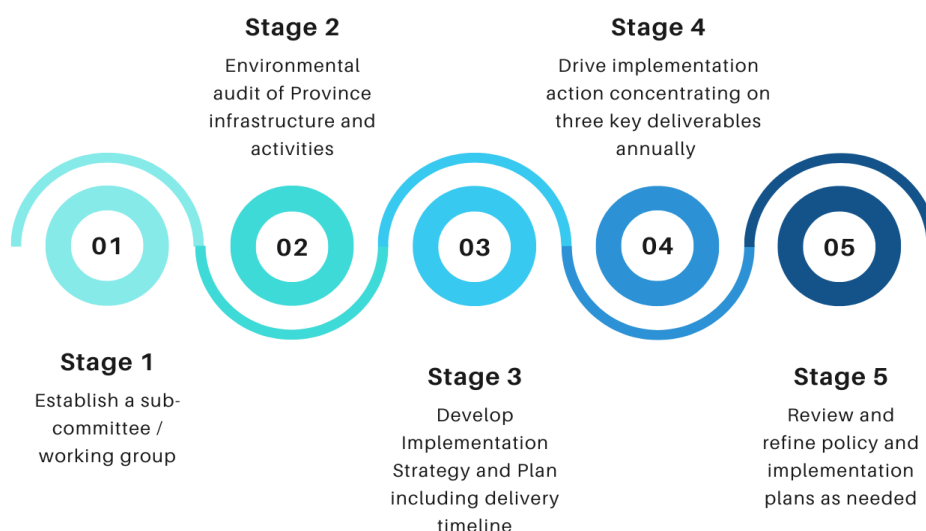 Stage 1
Establish a sub-
committee /
working group
01
Stage 2
Environmental
audit of Province
infrastructure and
activities
02
03
Stage 3
Develop
Implementation
Strategy and Plan
including delivery
timeline
Stage 4
Drive implementation
action concentrating on
three key deliverables
annually
04
05
Stage 5
Review and
refine policy and
implementation
plans as needed